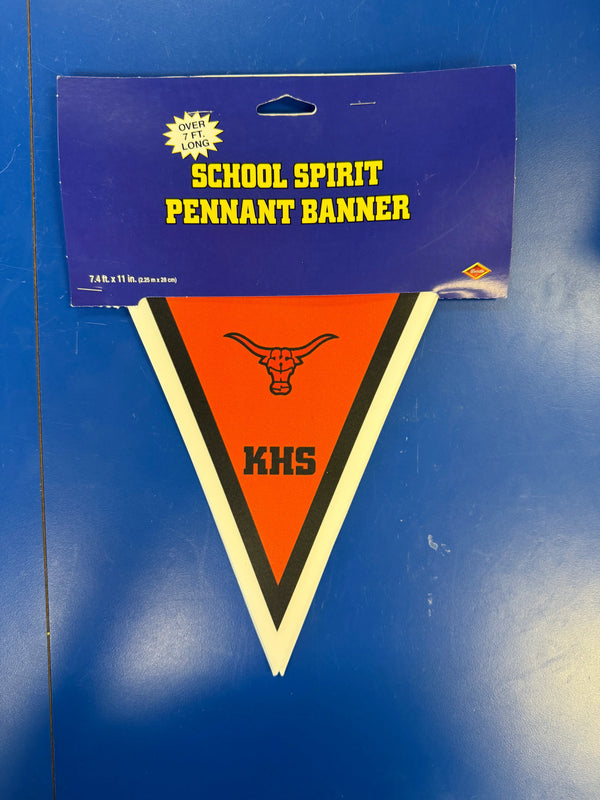 OVER
7 FT.
LONG
SCHOOL SPIRIT
PENNANT BANNER
7.4 ft. x 11 in. (2.25 m x 28 cm)
KHS